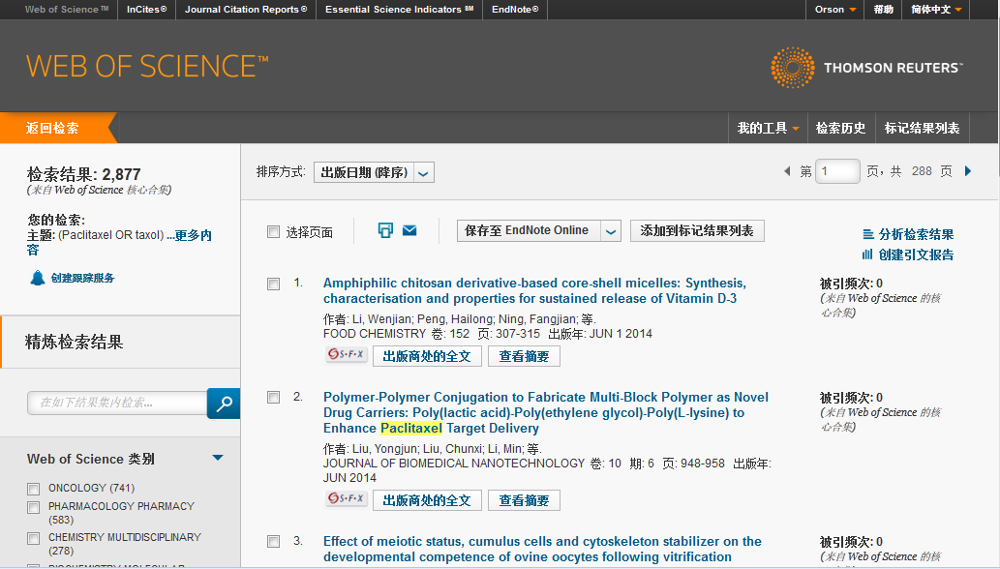 Web of Science™ InCites® Journal Citation Reports® Essential Science Indicators SM EndNote® Orson 帮助 简体中文
WEB OF SCIENCE™
THOMSON REUTERS™
返回检索 我的工具 检索历史 标记结果列表
检索结果: 2,877
(来自 Web of Science 核心合集)
您的检索:
主题: (Paclitaxel OR taxol) ...更多内
容
创建跟踪服务
精炼检索结果
在如下结果集内检索...
Web of Science 类别
ONCOLOGY (741)
PHARMACOLOGY PHARMACY
(583)
CHEMISTRY MULTIDISCIPLINARY
(278)
BIOCHEMISTRY MOLECULAR
排序方式: 出版日期 (降序) 第 1 页，共 288 页
选择页面 保存至 EndNote Online 添加到标记结果列表
分析检索结果
创建引文报告
1. Amphiphilic chitosan derivative-based core-shell micelles: Synthesis,
characterisation and properties for sustained release of Vitamin D-3
作者: Li, Wenjian; Peng, Hailong; Ning, Fangjian; 等.
FOOD CHEMISTRY 卷: 152 页: 307-315 出版年: JUN 1 2014
S·F·X 出版商处的全文 查看摘要
被引频次: 0
(来自 Web of Science 的核
心合集)
2. Polymer-Polymer Conjugation to Fabricate Multi-Block Polymer as Novel
Drug Carriers: Poly(lactic acid)-Poly(ethylene glycol)-Poly(L-lysine) to
Enhance Paclitaxel Target Delivery
作者: Liu, Yongjun; Liu, Chunxi; Li, Min; 等.
JOURNAL OF BIOMEDICAL NANOTECHNOLOGY 卷: 10 期: 6 页: 948-958 出版年:
JUN 2014
S·F·X 出版商处的全文 查看摘要
被引频次: 0
(来自 Web of Science 的核
心合集)
3. Effect of meiotic status, cumulus cells and cytoskeleton stabilizer on the
developmental competence of ovine oocytes following vitrification
被引频次: 0
(来自 Web of Science 的核